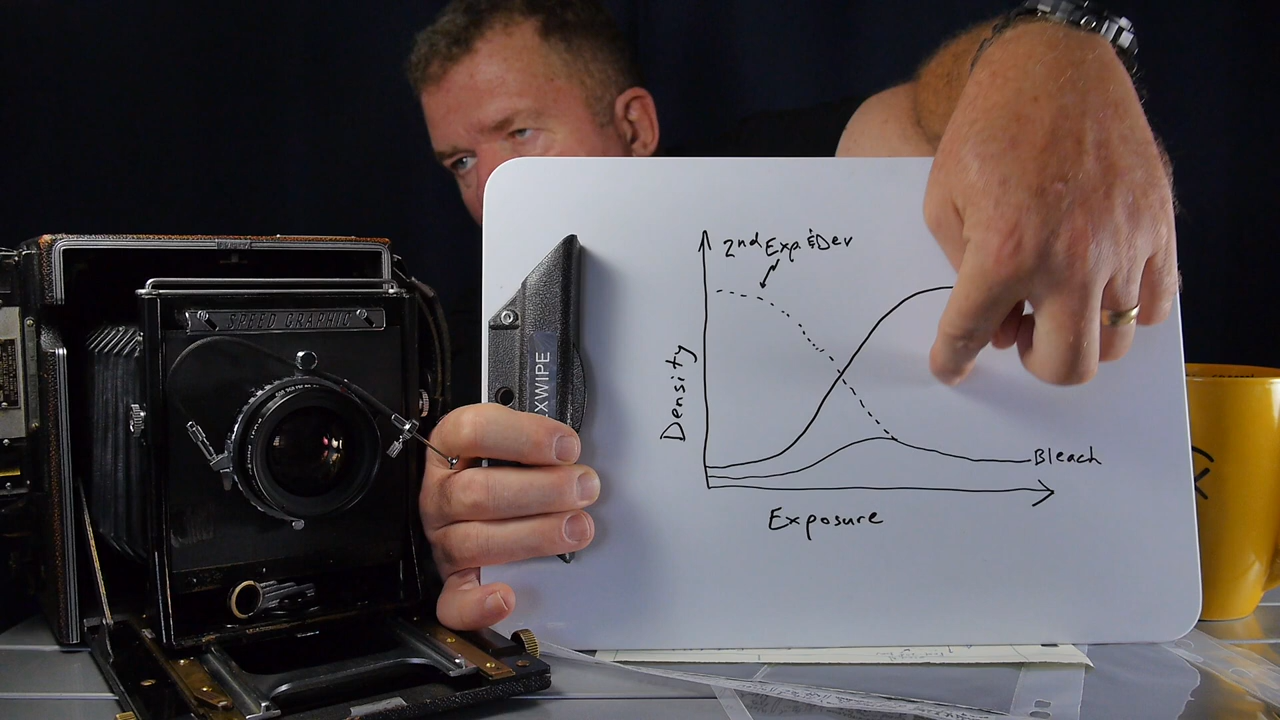 SPEED GRAPHIC
XWIPE
2nd Exp & Dev
Density
Bleach
Exposure